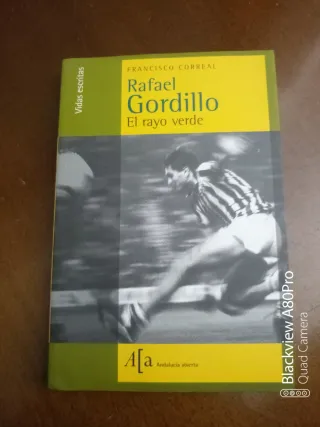 FRANCISCO CORREAL
Rafael
Gordillo
El rayo verde
Vidas escritas
A[a
Andalucía abierta
Blackview A80Pro
Quad Camera